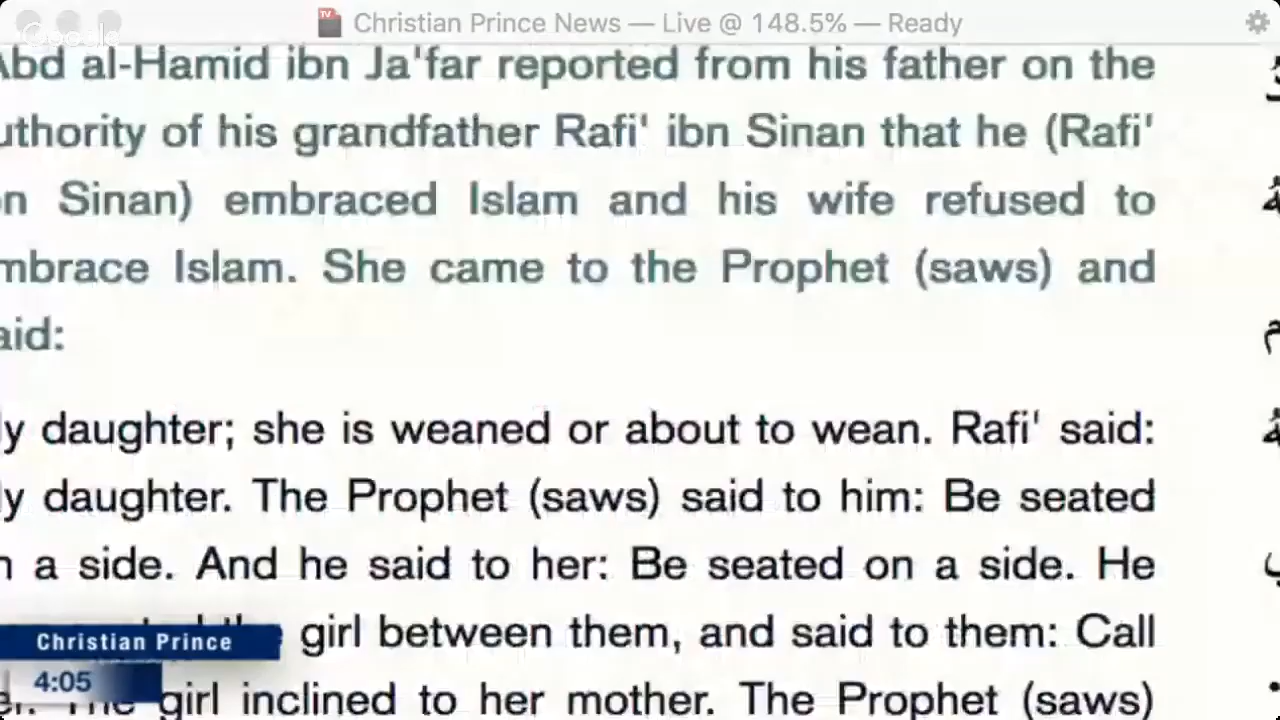 Google
Christian Prince News — Live @ 148.5% — Ready
Abd al-Hamid ibn Ja'far reported from his father on the
uthority of his grandfather Rafi' ibn Sinan that he (Rafi'
n Sinan) embraced Islam and his wife refused to
mbrace Islam. She came to the Prophet (saws) and
aid:
y daughter; she is weaned or about to wean. Rafi' said:
y daughter. The Prophet (saws) said to him: Be seated
n a side. And he said to her: Be seated on a side. He
girl between them, and said to them: Call
girl inclined to her mother. The Prophet (saws)
Christian Prince
4:05